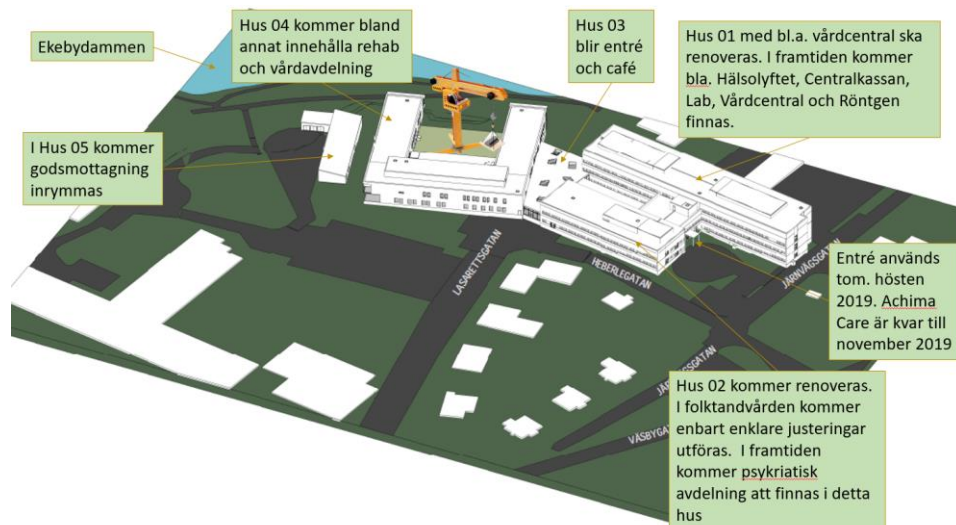 Ekebydammen
Hus 04 kommer bland
annat innehålla rehab
och vårdavdelning
Hus 03
blir entré
och café
Hus 01 med bl.a. vårdcentral ska
renoveras. I framtiden kommer
bla. Hälsolyftet, Centralkassan,
Lab, Vårdcentral och Röntgen
finnas.
I Hus 05 kommer
godsmottagning
inrymmas
LASARETTSGATAN
HEBERLEGATAN
JÄRNVÄGSGATAN
Entré används
tom. hösten
2019. Achima
Care är kvar till
november 2019
Hus 02 kommer renoveras.
I folktandvården kommer
enbart enklare justeringar
utföras.  I framtiden
kommer psykriatisk
avdelning att finnas i detta
hus